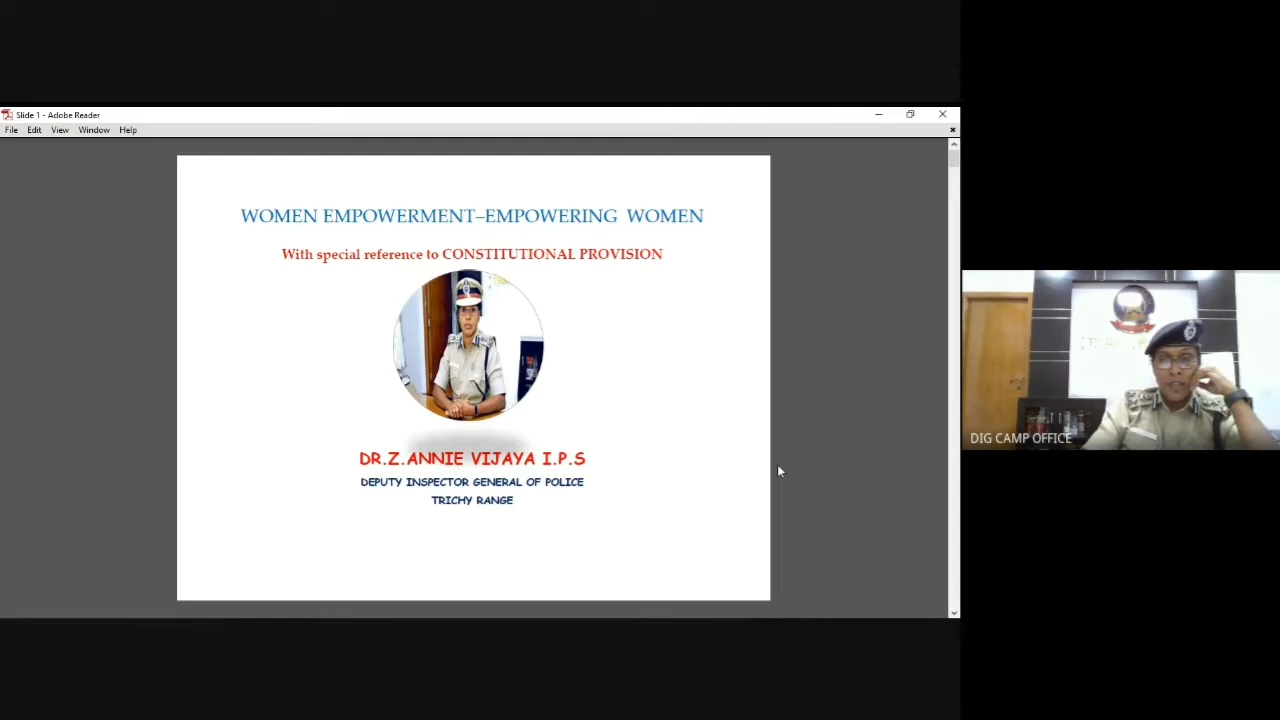 Slide 1 - Adobe Reader
File Edit View Window Help
WOMEN EMPOWERMENT–EMPOWERING WOMEN
With special reference to CONSTITUTIONAL PROVISION
DR.Z.ANNIE VIJAYA I.P.S
DEPUTY INSPECTOR GENERAL OF POLICE
TRICHY RANGE
DIG CAMP OFFICE